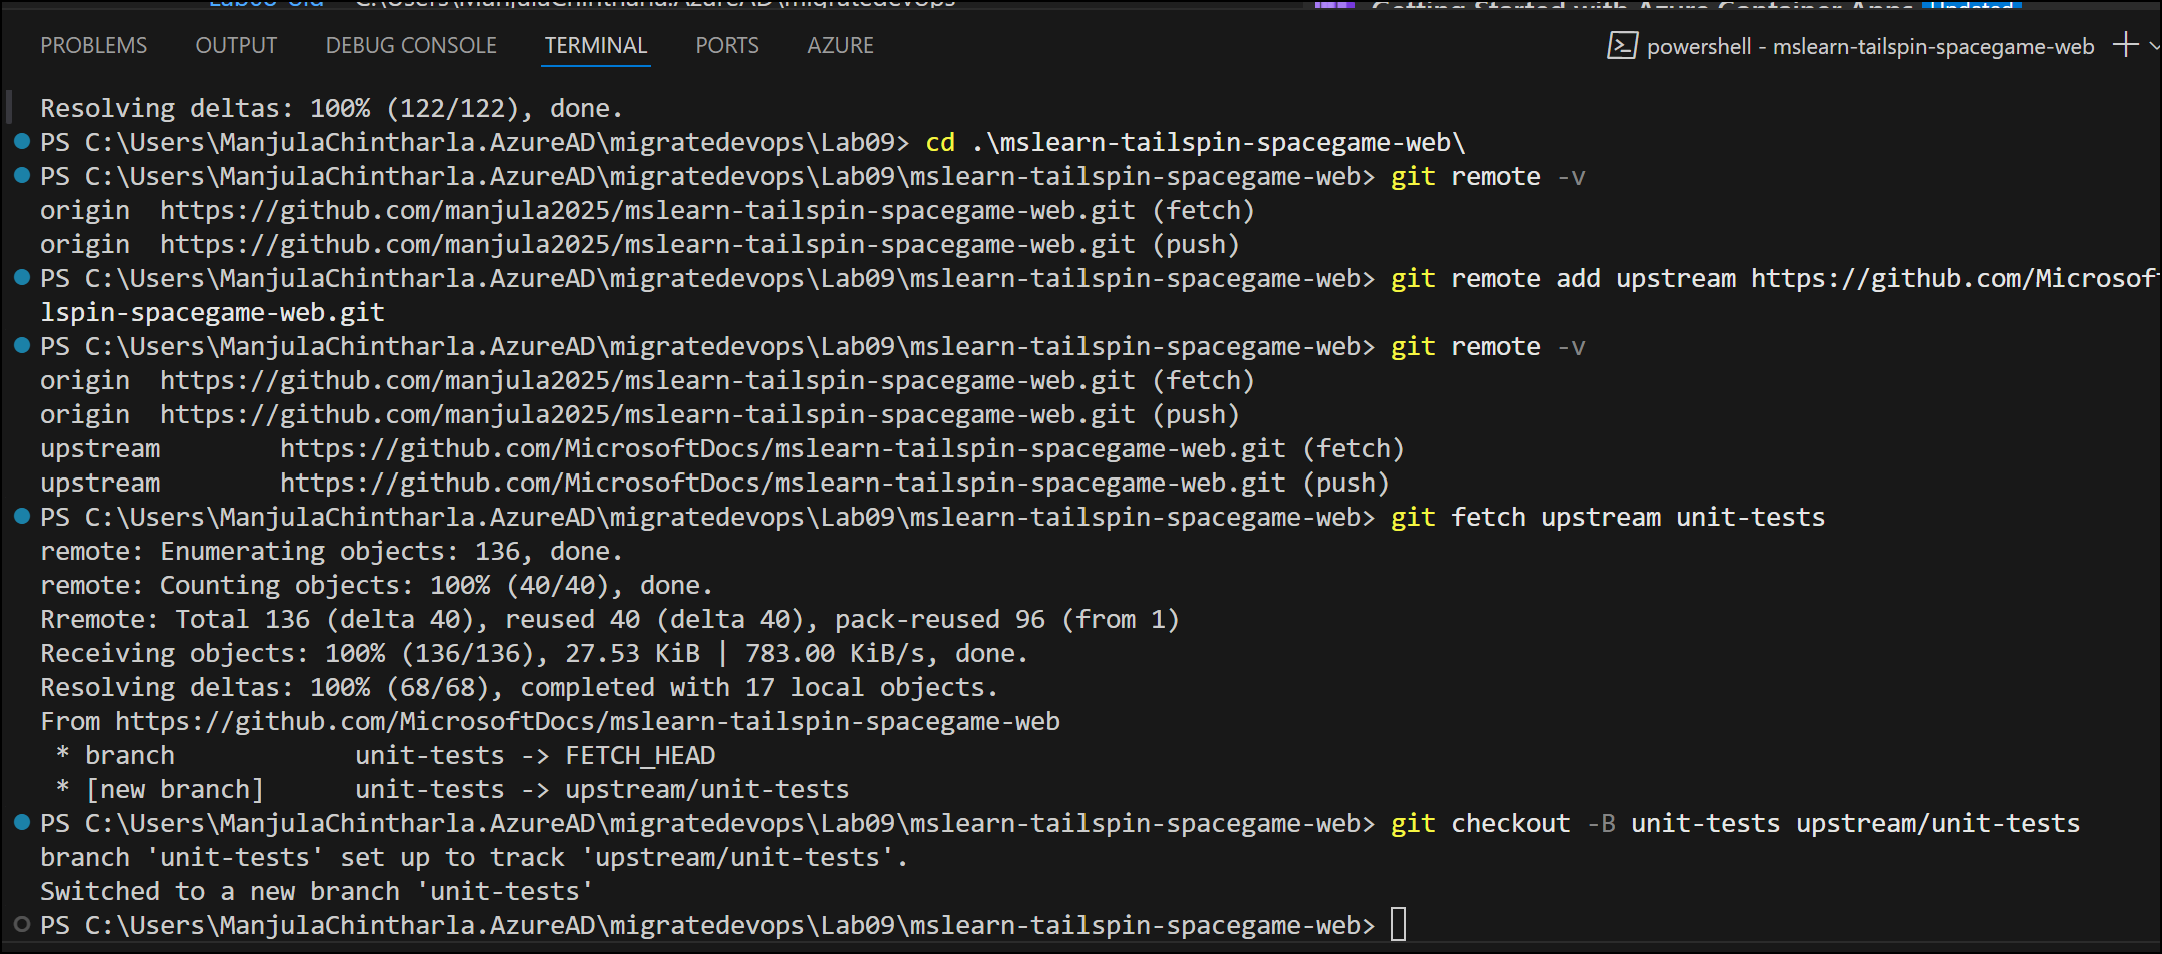 PROBLEMS OUTPUT DEBUG CONSOLE TERMINAL PORTS AZURE powershell - mslearn-tailspin-spacegame-web
Resolving deltas: 100% (122/122), done.
PS C:\Users\ManjulaChintharla.AzureAD\migratedevops\Lab09> cd .\mslearn-tailspin-spacegame-web\
PS C:\Users\ManjulaChintharla.AzureAD\migratedevops\Lab09\mslearn-tailspin-spacegame-web> git remote -v
origin  https://github.com/manjula2025/mslearn-tailspin-spacegame-web.git (fetch)
origin  https://github.com/manjula2025/mslearn-tailspin-spacegame-web.git (push)
PS C:\Users\ManjulaChintharla.AzureAD\migratedevops\Lab09\mslearn-tailspin-spacegame-web> git remote add upstream https://github.com/Microsof
lspin-spacegame-web.git
PS C:\Users\ManjulaChintharla.AzureAD\migratedevops\Lab09\mslearn-tailspin-spacegame-web> git remote -v
origin  https://github.com/manjula2025/mslearn-tailspin-spacegame-web.git (fetch)
origin  https://github.com/manjula2025/mslearn-tailspin-spacegame-web.git (push)
upstream        https://github.com/MicrosoftDocs/mslearn-tailspin-spacegame-web.git (fetch)
upstream        https://github.com/MicrosoftDocs/mslearn-tailspin-spacegame-web.git (push)
PS C:\Users\ManjulaChintharla.AzureAD\migratedevops\Lab09\mslearn-tailspin-spacegame-web> git fetch upstream unit-tests
remote: Enumerating objects: 136, done.
remote: Counting objects: 100% (40/40), done.
Rremote: Total 136 (delta 40), reused 40 (delta 40), pack-reused 96 (from 1)
Receiving objects: 100% (136/136), 27.53 KiB | 783.00 KiB/s, done.
Resolving deltas: 100% (68/68), completed with 17 local objects.
From https://github.com/MicrosoftDocs/mslearn-tailspin-spacegame-web
 * branch            unit-tests -> FETCH_HEAD
 * [new branch]      unit-tests -> upstream/unit-tests
PS C:\Users\ManjulaChintharla.AzureAD\migratedevops\Lab09\mslearn-tailspin-spacegame-web> git checkout -B unit-tests upstream/unit-tests
branch 'unit-tests' set up to track 'upstream/unit-tests'.
Switched to a new branch 'unit-tests'
PS C:\Users\ManjulaChintharla.AzureAD\migratedevops\Lab09\mslearn-tailspin-spacegame-web>